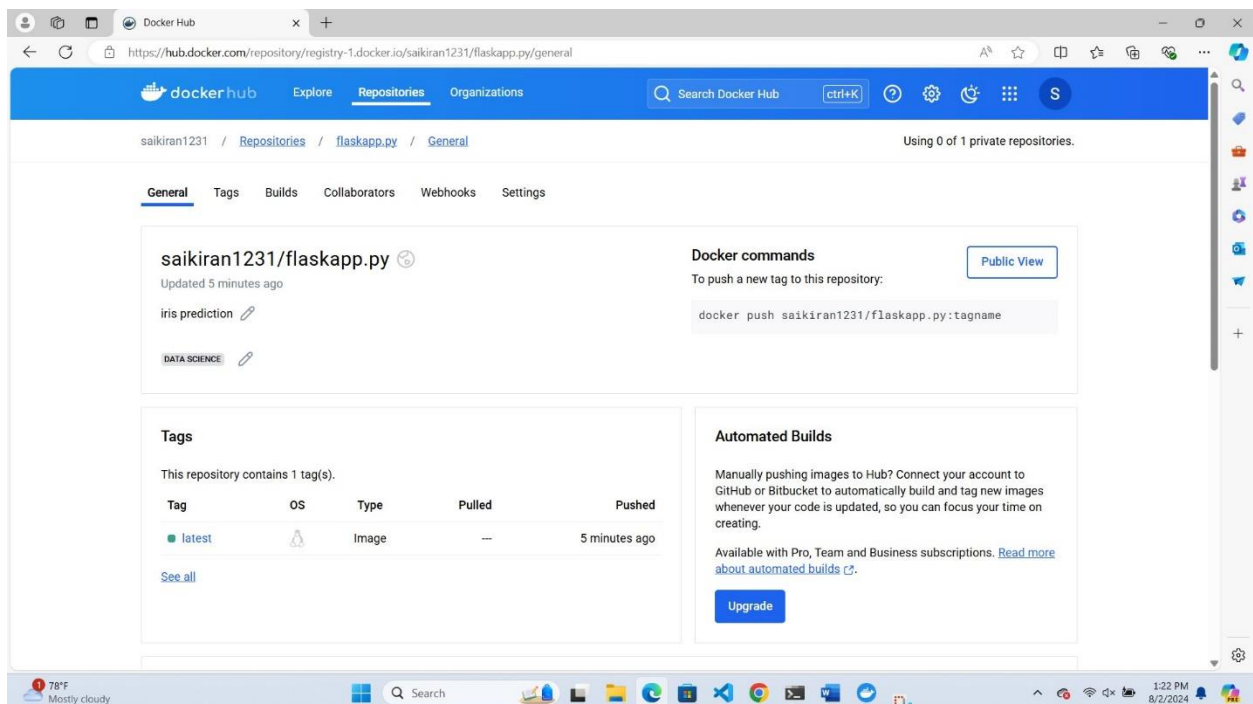 Docker Hub
https://hub.docker.com/repository/registry-1.docker.io/saikiran1231/flaskapp.py/general
dockerhub Explore Repositories Organizations Search Docker Hub ctrl+K S
saikiran1231 / Repositories / flaskapp.py / General Using 0 of 1 private repositories.
General Tags Builds Collaborators Webhooks Settings
saikiran1231/flaskapp.py
Updated 5 minutes ago
iris prediction
DATA SCIENCE
Docker commands
Public View
To push a new tag to this repository:
docker push saikiran1231/flaskapp.py:tagname
Tags
This repository contains 1 tag(s).
Tag OS Type Pulled Pushed
latest Image --- 5 minutes ago
See all
Automated Builds
Manually pushing images to Hub? Connect your account to
GitHub or Bitbucket to automatically build and tag new images
whenever your code is updated, so you can focus your time on
creating.
Available with Pro, Team and Business subscriptions. Read more
about automated builds.
Upgrade
1
78°F
Mostly cloudy
Search
1:22 PM
8/2/2024
PRE